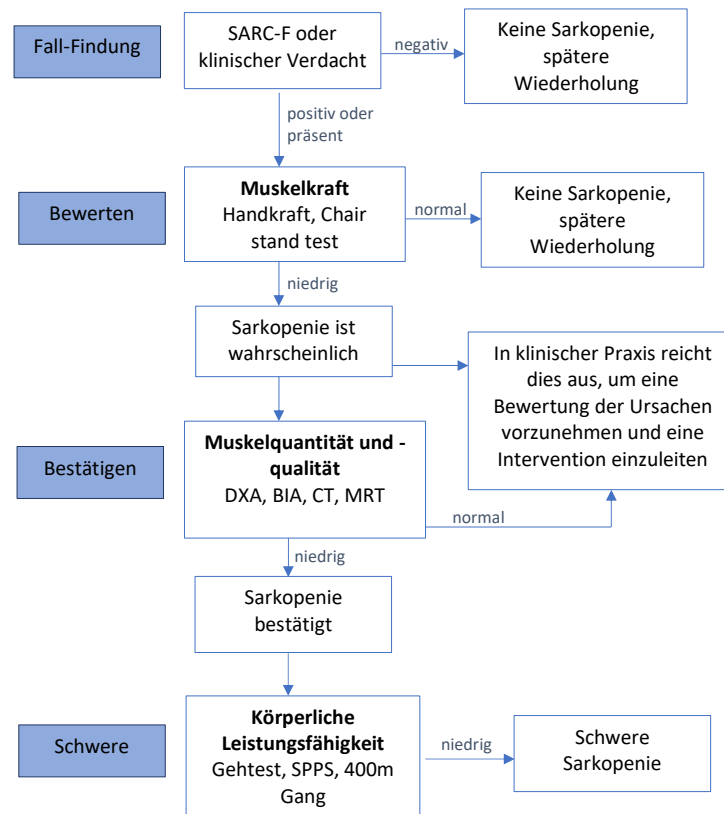 Fall-Findung
SARC-F oder
klinischer Verdacht
negativ
Keine Sarkopenie,
spätere
Wiederholung
positiv oder
präsent
Bewerten
Muskelkraft
Handkraft, Chair
stand test
normal
Keine Sarkopenie,
spätere
Wiederholung
niedrig
Sarkopenie ist
wahrscheinlich
In klinischer Praxis reicht
dies aus, um eine
Bewertung der Ursachen
vorzunehmen und eine
Intervention einzuleiten
Bestätigen
Muskelquantität und -
qualität
DXA, BIA, CT, MRT
normal
niedrig
Sarkopenie
bestätigt
Schwere
Körperliche
Leistungsfähigkeit
Gehtest, SPPS, 400m
Gang
niedrig
Schwere
Sarkopenie